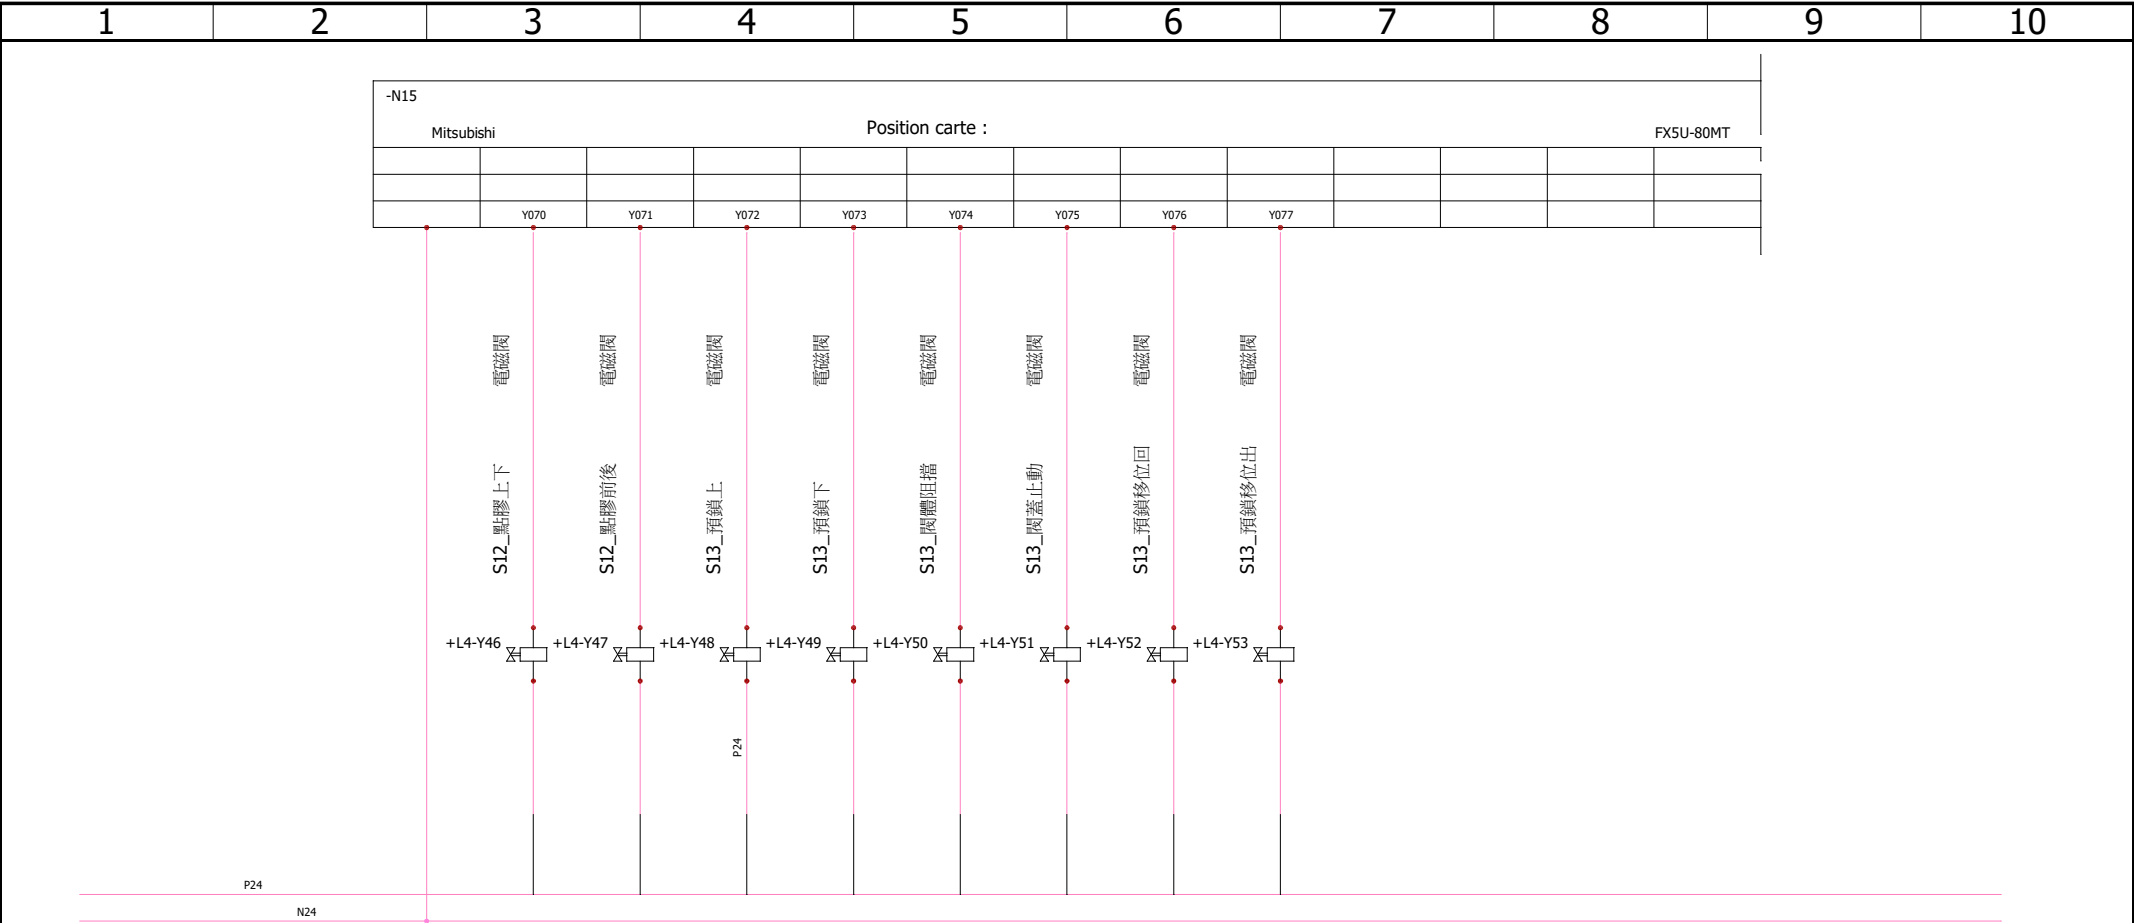 1 2 3 4 5 6 7 8 9 10
-N15
Mitsubishi
Position carte :
FX5U-80MT
Y070 Y071 Y072 Y073 Y074 Y075 Y076 Y077
S12_點膠上下 電磁閥
S12_點膠前後 電磁閥
S13_預鎖上 電磁閥
S13_預鎖下 電磁閥
S13_閥體阻擋 電磁閥
S13_閥蓋止動 電磁閥
S13_預鎖移位回 電磁閥
S13_預鎖移位出 電磁閥
+L4-Y46 +L4-Y47 +L4-Y48 +L4-Y49 +L4-Y50 +L4-Y51 +L4-Y52 +L4-Y53
P24
P24
N24